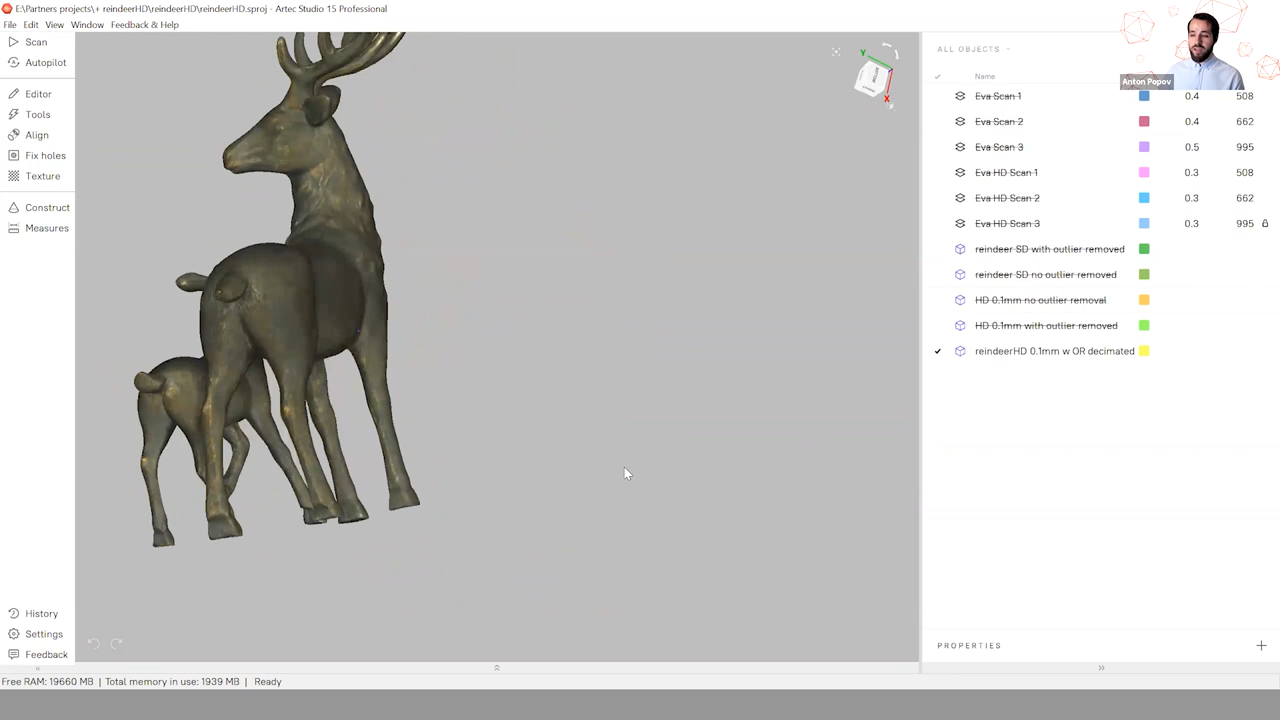 E:\Partners projects\+ reindeerHD\reindeerHD\reindeerHD.sproj - Artec Studio 15 Professional
File Edit View Window Feedback & Help
Scan
Autopilot
Editor
Tools
Align
Fix holes
Texture
Construct
Measures
History
Settings
Feedback
Y
X
ALL OBJECTS
Name
Anton Popov
Eva Scan 1 0.4 508
Eva Scan 2 0.4 662
Eva Scan 3 0.5 995
Eva HD Scan 1 0.3 508
Eva HD Scan 2 0.3 662
Eva HD Scan 3 0.3 995
reindeer SD with outlier removed
reindeer SD no outlier removed
HD 0.1mm no outlier removal
HD 0.1mm with outlier removed
reindeerHD 0.1mm w OR decimated
PROPERTIES
Free RAM: 19660 MB | Total memory in use: 1939 MB | Ready